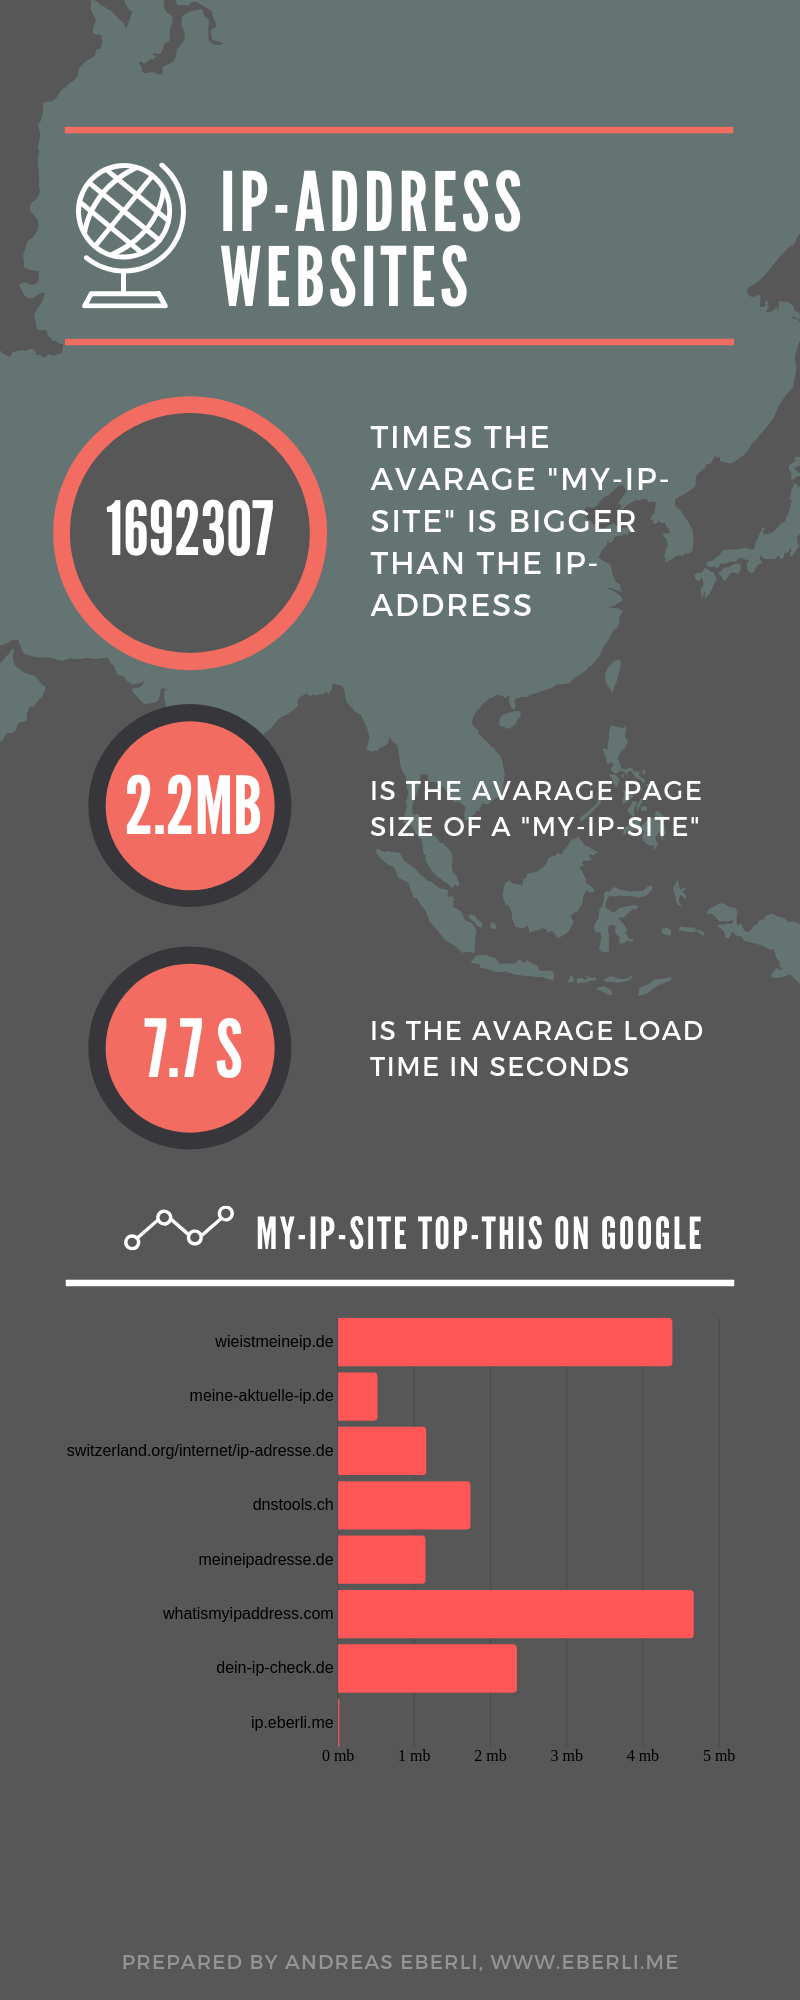 IP-ADDRESS
WEBSITES
1692307
TIMES THE
AVARAGE "MY-IP-
SITE" IS BIGGER
THAN THE IP-
ADDRESS
2.2MB
IS THE AVARAGE PAGE
SIZE OF A "MY-IP-SITE"
7.7 S
IS THE AVARAGE LOAD
TIME IN SECONDS
MY-IP-SITE TOP-THIS ON GOOGLE
wieistmeineip.de
meine-aktuelle-ip.de
switzerland.org/internet/ip-adresse.de
dnstools.ch
meineipadresse.de
whatismyipaddress.com
dein-ip-check.de
ip.eberli.me
0 mb 1 mb 2 mb 3 mb 4 mb 5 mb
PREPARED BY ANDREAS EBERLI, WWW.EBERLI.ME